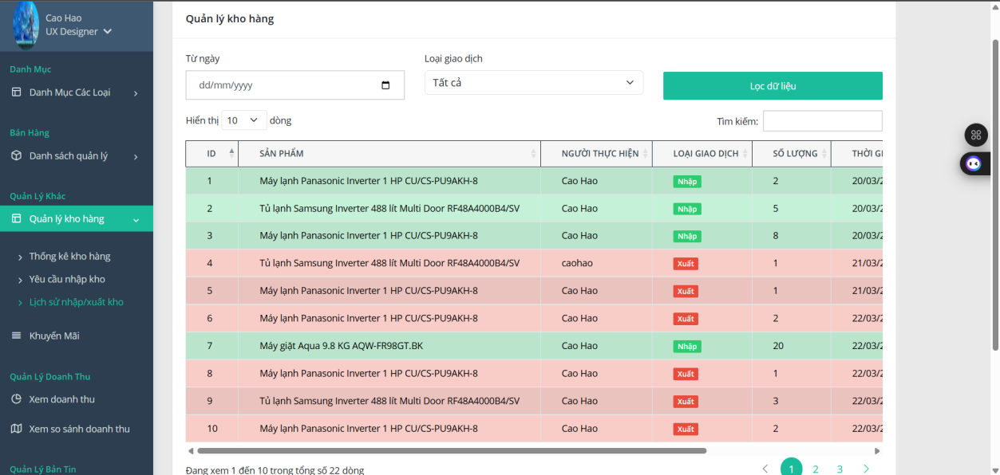 Cao Hao
UX Designer
Danh Mục
Danh Mục Các Loại
Bán Hàng
Danh sách quản lý
Quản Lý Khác
Quản lý kho hàng
Thống kê kho hàng
Yêu cầu nhập kho
Lịch sử nhập/xuất kho
Khuyến Mãi
Quản Lý Doanh Thu
Xem doanh thu
Xem so sánh doanh thu
Quản Lý Bản Tin
Quản lý kho hàng
Từ ngày
Loại giao dịch
dd/mm/yyyy
Tất cả
Lọc dữ liệu
Hiển thị 10 dòng
Tìm kiếm:
ID SẢN PHẨM NGƯỜI THỰC HIỆN LOẠI GIAO DỊCH SỐ LƯỢNG THỜI GI
1 Máy lạnh Panasonic Inverter 1 HP CU/CS-PU9AKH-8 Cao Hao Nhập 2 20/03/2
2 Tủ lạnh Samsung Inverter 488 lít Multi Door RF48A4000B4/SV Cao Hao Nhập 5 20/03/2
3 Máy lạnh Panasonic Inverter 1 HP CU/CS-PU9AKH-8 Cao Hao Nhập 8 20/03/2
4 Tủ lạnh Samsung Inverter 488 lít Multi Door RF48A4000B4/SV caohao Xuất 1 21/03/2
5 Máy lạnh Panasonic Inverter 1 HP CU/CS-PU9AKH-8 Cao Hao Xuất 1 21/03/2
6 Máy lạnh Panasonic Inverter 1 HP CU/CS-PU9AKH-8 Cao Hao Xuất 2 22/03/2
7 Máy giặt Aqua 9.8 KG AQW-FR98GT.BK Cao Hao Nhập 20 22/03/2
8 Máy lạnh Panasonic Inverter 1 HP CU/CS-PU9AKH-8 Cao Hao Xuất 1 22/03/2
9 Tủ lạnh Samsung Inverter 488 lít Multi Door RF48A4000B4/SV Cao Hao Xuất 3 22/03/2
10 Máy lạnh Panasonic Inverter 1 HP CU/CS-PU9AKH-8 Cao Hao Xuất 2 22/03/2
Đang xem 1 đến 10 trong tổng số 22 dòng
1 2 3